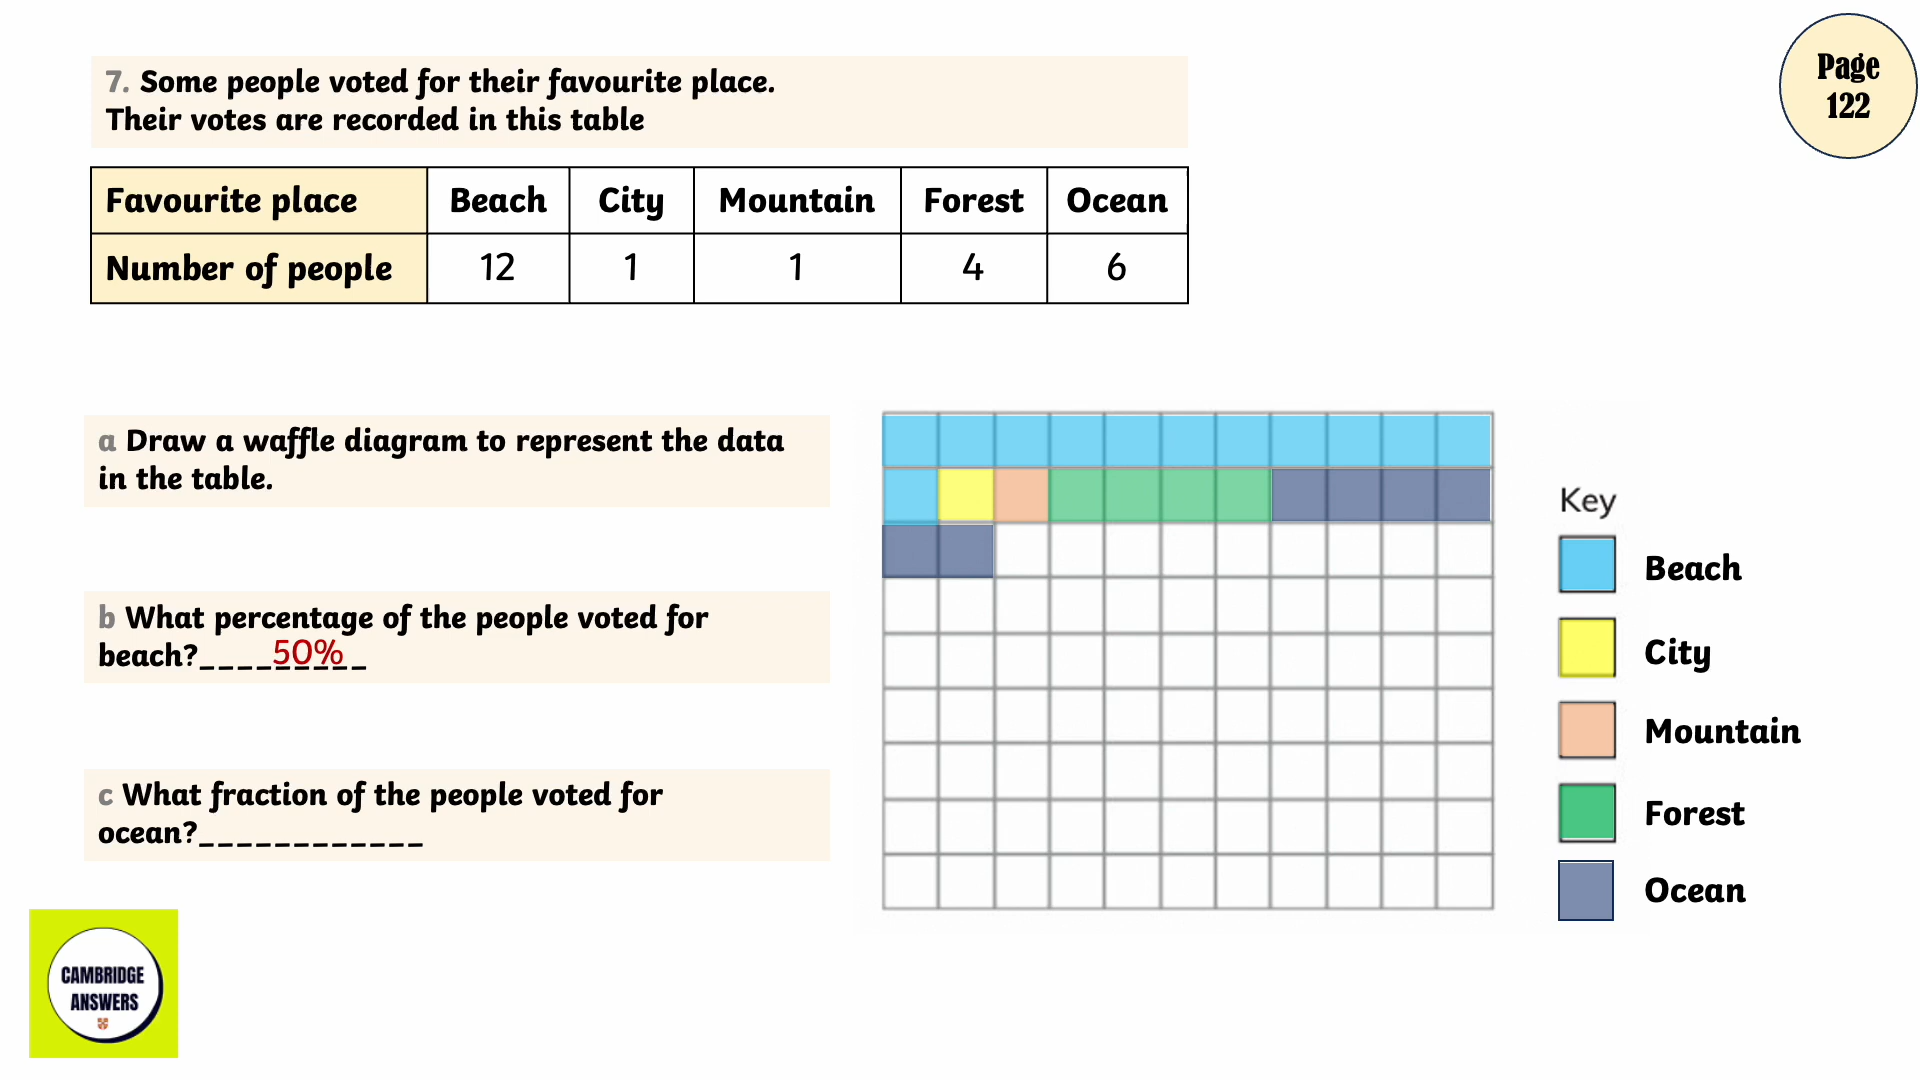 Page
122
7. Some people voted for their favourite place.
Their votes are recorded in this table
Favourite place Beach City Mountain Forest Ocean
Number of people 12 1 1 4 6
a Draw a waffle diagram to represent the data
in the table.
b What percentage of the people voted for
beach?____50%_____
c What fraction of the people voted for
ocean?____________
Key
Beach
City
Mountain
Forest
Ocean
CAMBRIDGE
ANSWERS